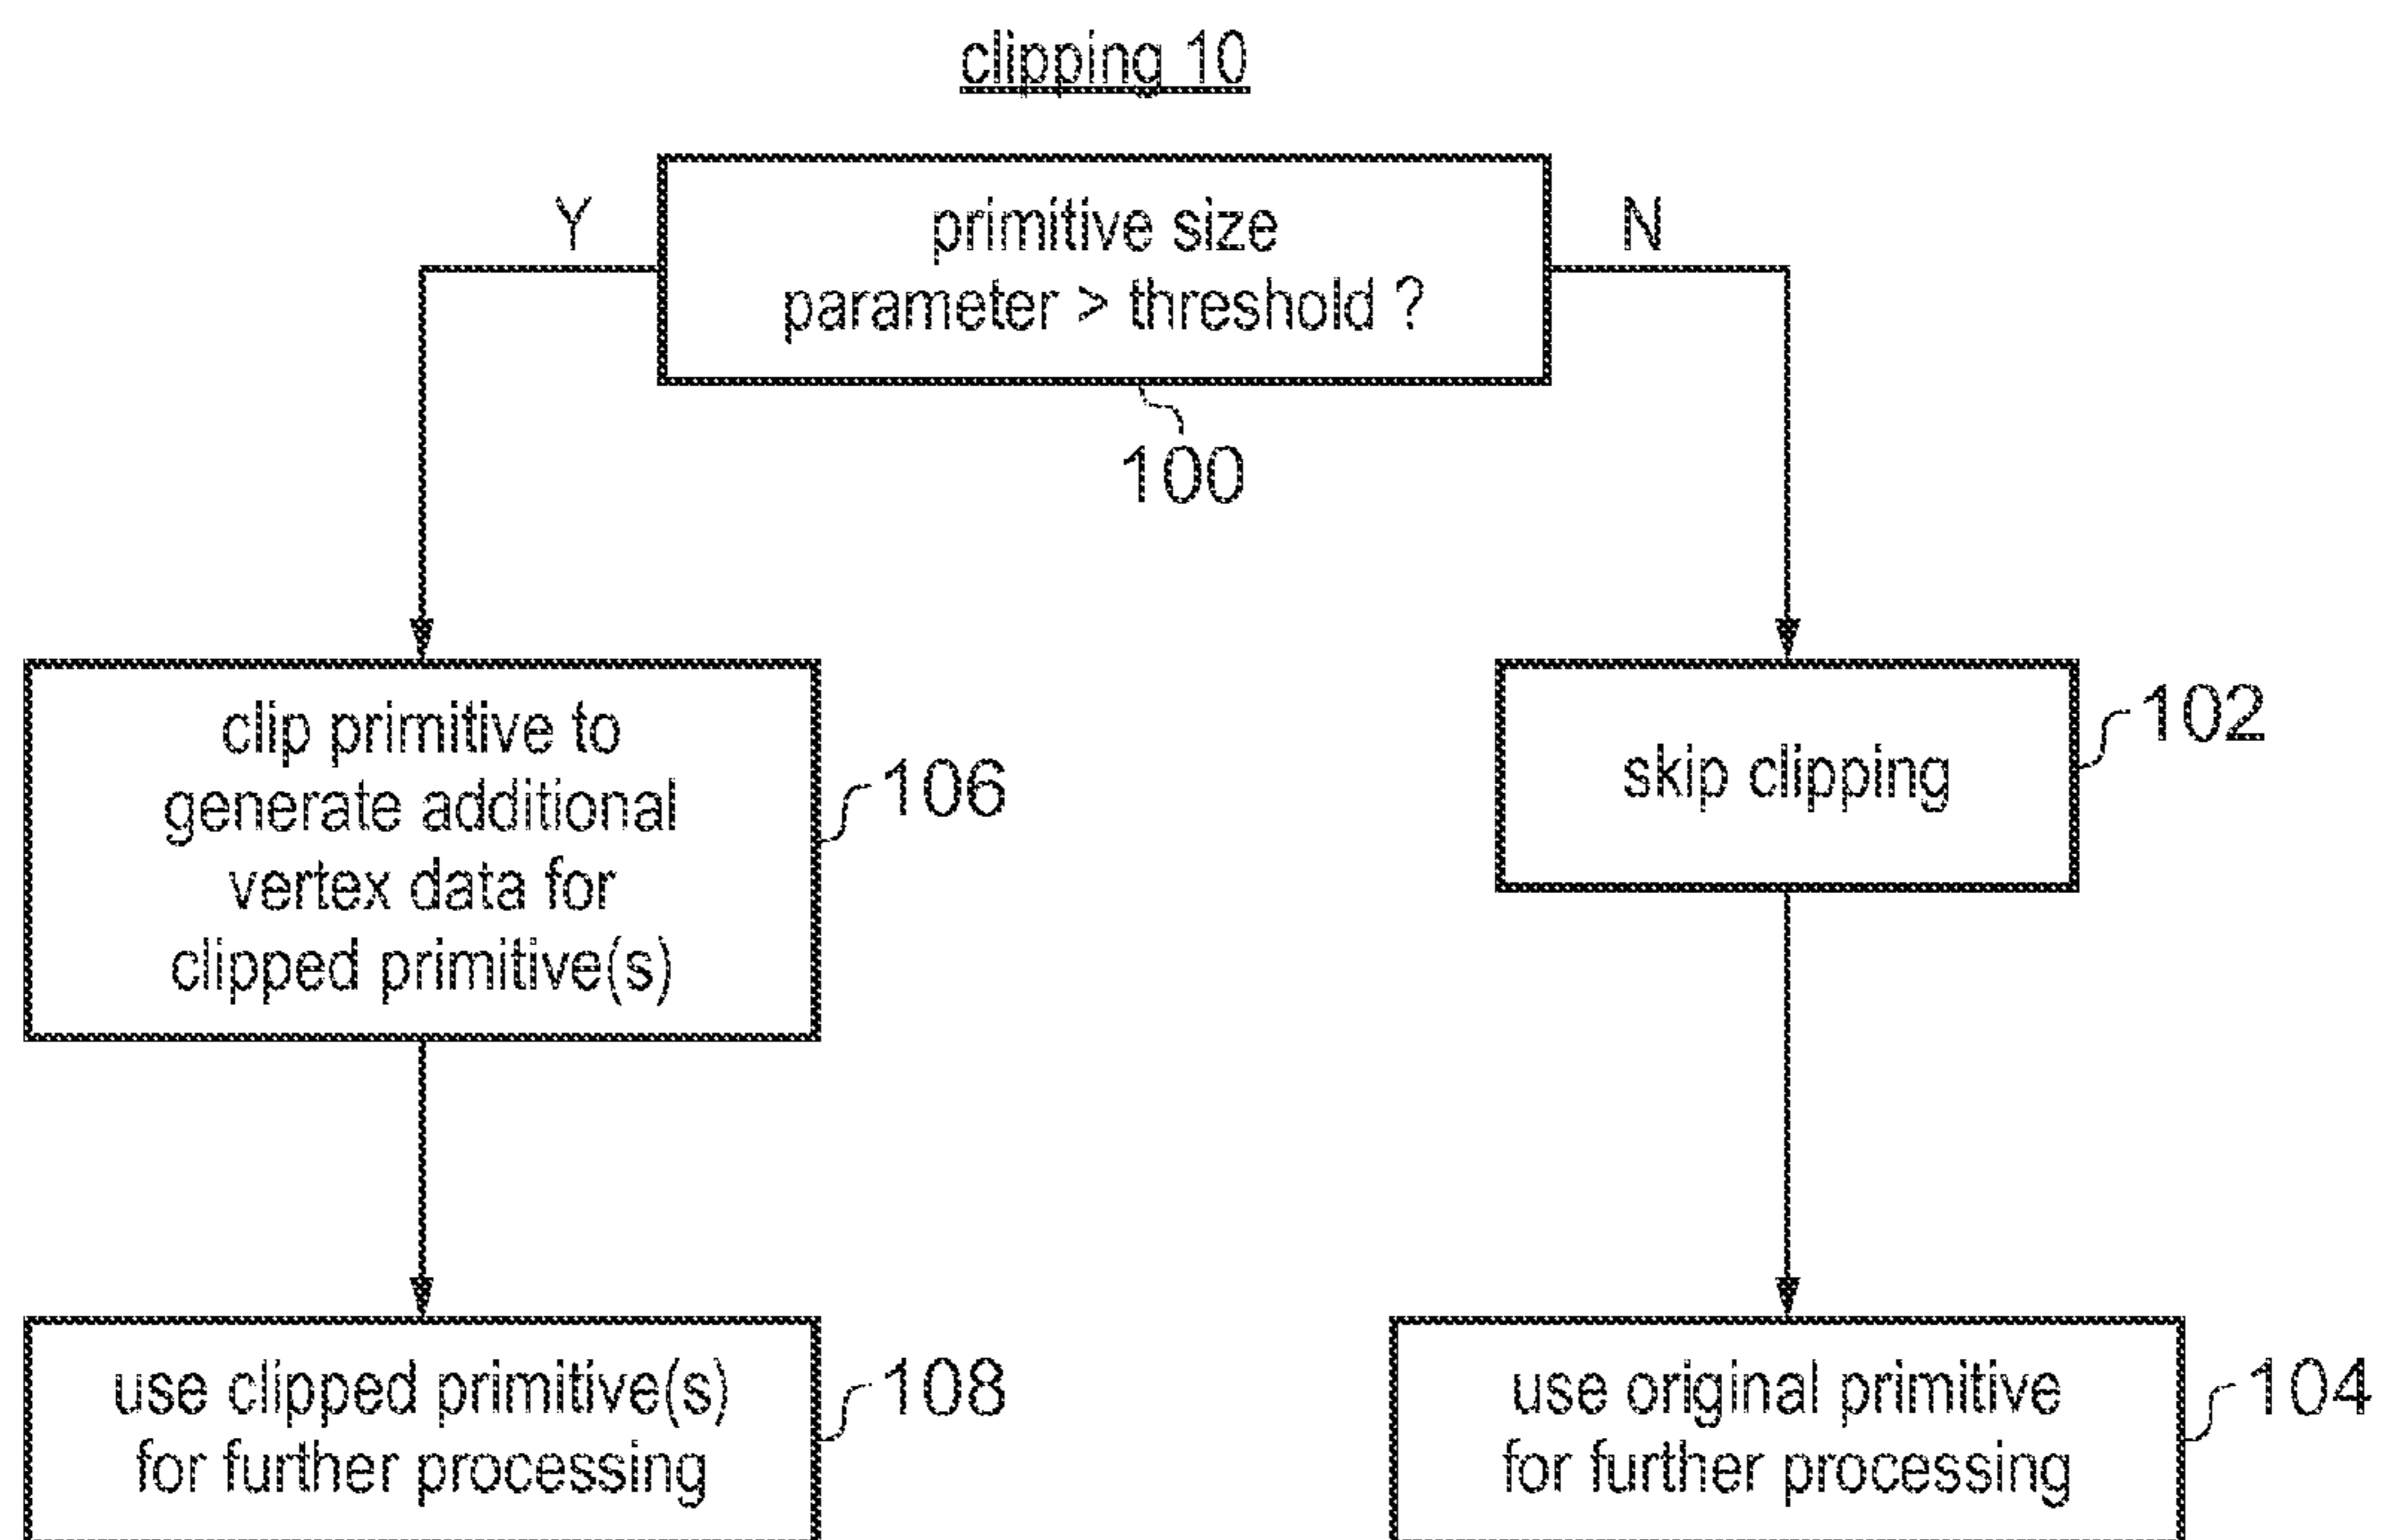 clipping 10
primitive size
parameter > threshold ?
Y
N
100
clip primitive to
generate additional
vertex data for
clipped primitive(s)
106
skip clipping
102
use clipped primitive(s)
for further processing
108
use original primitive
for further processing
104